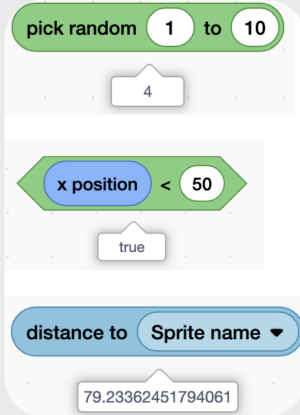 pick random 1 to 10
4
x position < 50
true
distance to Sprite name
79.23362451794061